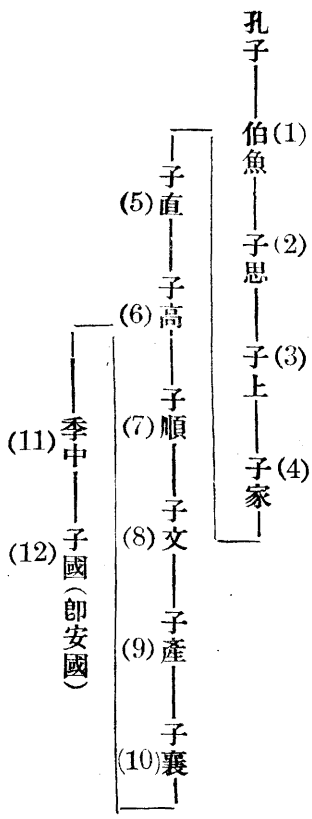 孔子——伯魚(1)——子思(2)——子上(3)——子家(4)
子直(5)——子高(6)——子順(7)——子文(8)——子產(9)——子襄(10)
季中(11)——子國(卽安國)(12)